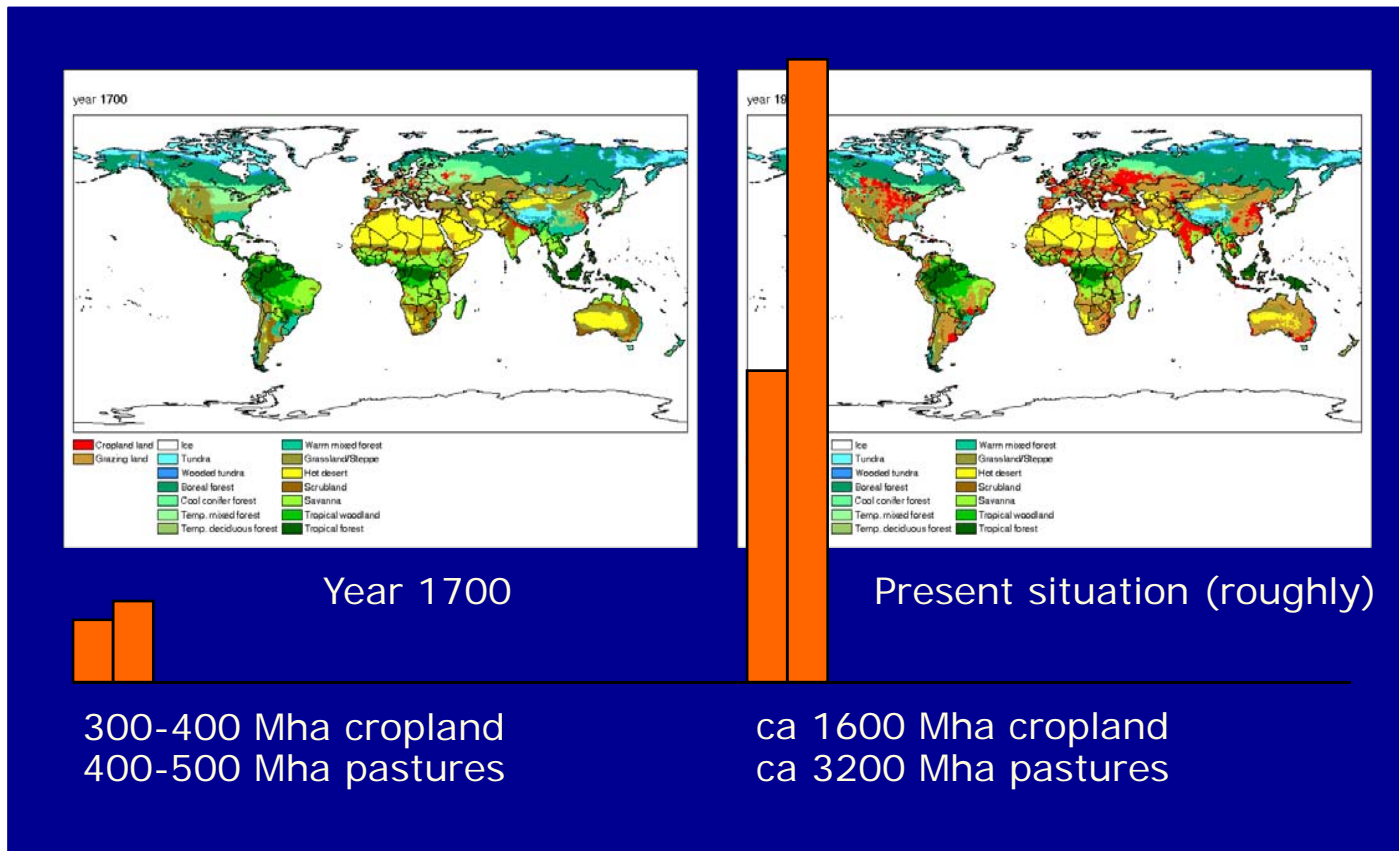 year 1700
Cropland land
Grazing land
Ice
Tundra
Wooded tundra
Boreal forest
Cool conifer forest
Temp. mixed forest
Temp. deciduous forest
Warm mixed forest
Grassland/Steppe
Hot desert
Scrubland
Savanna
Tropical woodland
Tropical forest
year 19
Ice
Tundra
Wooded tundra
Boreal forest
Cool conifer forest
Temp. mixed forest
Temp. deciduous forest
Warm mixed forest
Grassland/Steppe
Hot desert
Scrubland
Savanna
Tropical woodland
Tropical forest
Year 1700
Present situation (roughly)
300-400 Mha cropland
400-500 Mha pastures
ca 1600 Mha cropland
ca 3200 Mha pastures